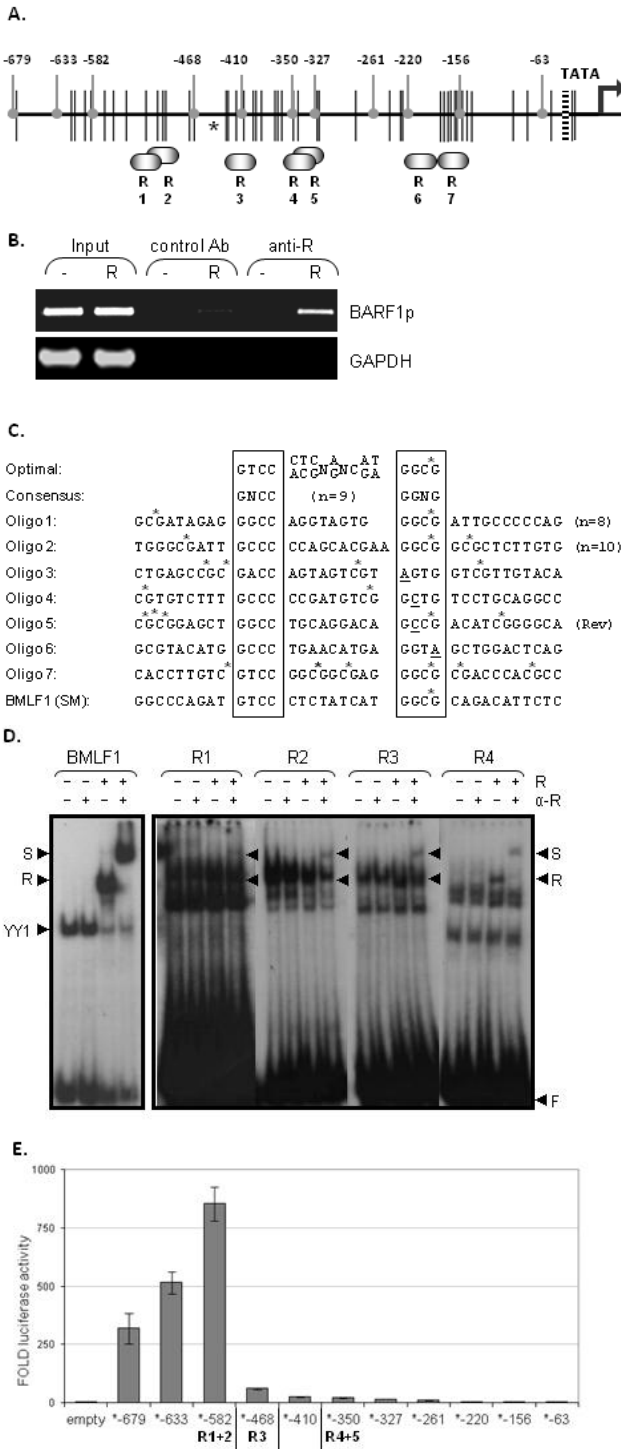 A.
-679 -633 -582 -468 -410 -350 -327 -261 -220 -156 -63
TATA
*
R R R R R R R
1 2 3 4 5 6 7
B.
Input control Ab anti-R
- R - R - R
BARF1p
GAPDH
C.
Optimal: GTCC CTC A AT GGCG
ACGNGNCGA
Consensus: GNCC (n=9) GGNG
Oligo 1: GCGATAGAG GGCC AGGTAGTG GGCG ATTGCCCCCAG (n=8)
Oligo 2: TGGGCGATT GCCC CCAGCACGAA GGCG GCGCTCTTGTG (n=10)
Oligo 3: CTGAGCCGC GACC AGTAGTCGT AGTG GTCGTTGTACA
Oligo 4: CGTGTCTTT GCCC CCGATGTCG GCTG TCCTGCAGGCC
Oligo 5: CGCGGAGCT GCCC TGCAGGACA GCCG ACATCGGGGCA (Rev)
Oligo 6: GCGTACATG GCCC TGAACATGA GGTA GCTGGACTCAG
Oligo 7: CACCTTGTC GTCC GGCGGCGAG GGCG CGACCCACGCC
BMLF1 (SM): GGCCCAGAT GTCC CTCTATCAT GGCG CAGACATTCTC
D.
BMLF1 R1 R2 R3 R4
− − + + − − + + − − + + − − + + − − + + R
− + − + − + − + − + − + − + − + − + − + α-R
S S
R R
YY1
F
E.
FOLD luciferase activity
1000
750
500
250
0
empty *-679 *-633 *-582 *-468 *-410 *-350 *-327 *-261 *-220 *-156 *-63
R1+2 R3 R4+5